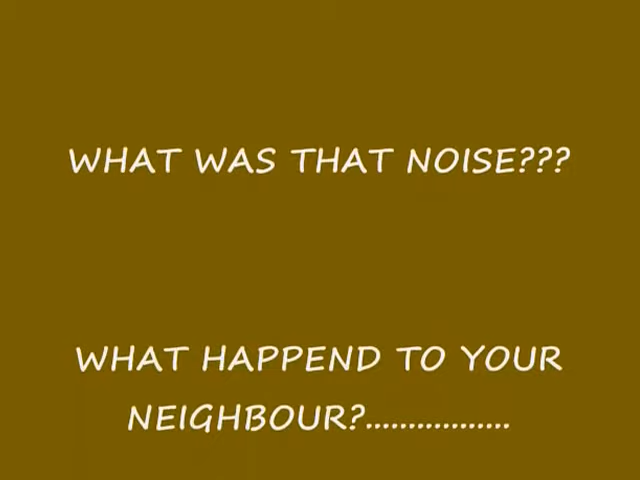 WHAT WAS THAT NOISE???
WHAT HAPPEND TO YOUR
NEIGHBOUR?.................